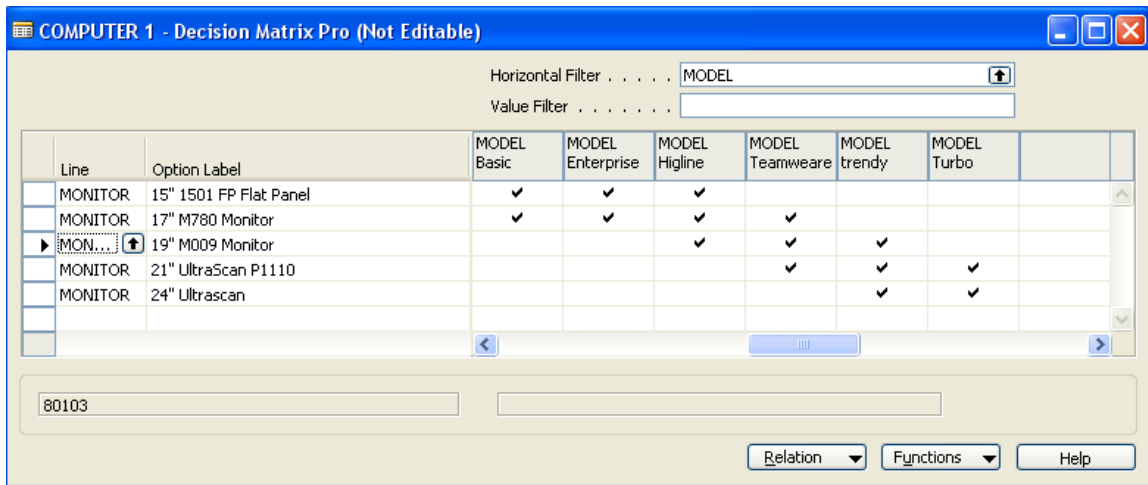 COMPUTER 1 - Decision Matrix Pro (Not Editable)
Horizontal Filter . . . . . MODEL
Value Filter . . . . . . .
Line Option Label MODEL Basic MODEL Enterprise MODEL Higline MODEL Teamweare MODEL trendy MODEL Turbo
MONITOR 15" 1501 FP Flat Panel ✔ ✔ ✔
MONITOR 17" M780 Monitor ✔ ✔ ✔ ✔
MON... 19" M009 Monitor ✔ ✔ ✔
MONITOR 21" UltraScan P1110 ✔ ✔ ✔
MONITOR 24" Ultrascan ✔ ✔
80103
Relation Functions Help